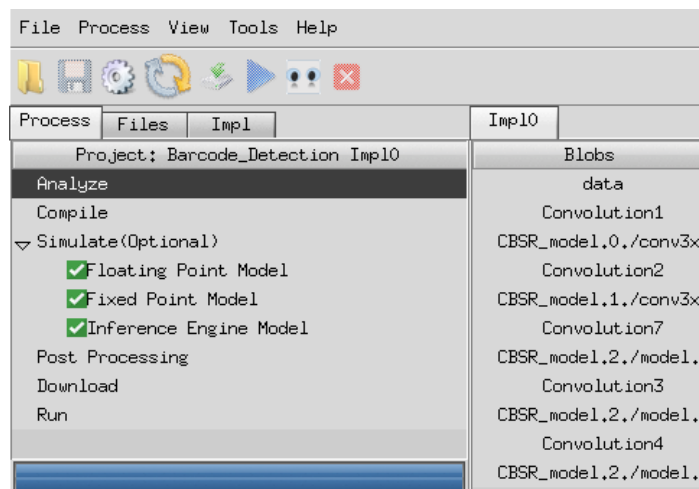 File Process View Tools Help
Process Files Impl
Project: Barcode_Detection Impl0
Analyze
Compile
Simulate(Optional)
Floating Point Model
Fixed Point Model
Inference Engine Model
Post Processing
Download
Run
Impl0
Blobs
data
Convolution1
CBSR_model.0./conv3x
Convolution2
CBSR_model.1./conv3x
Convolution7
CBSR_model.2./model.
Convolution3
CBSR_model.2./model.
Convolution4
CBSR_model.2./model.